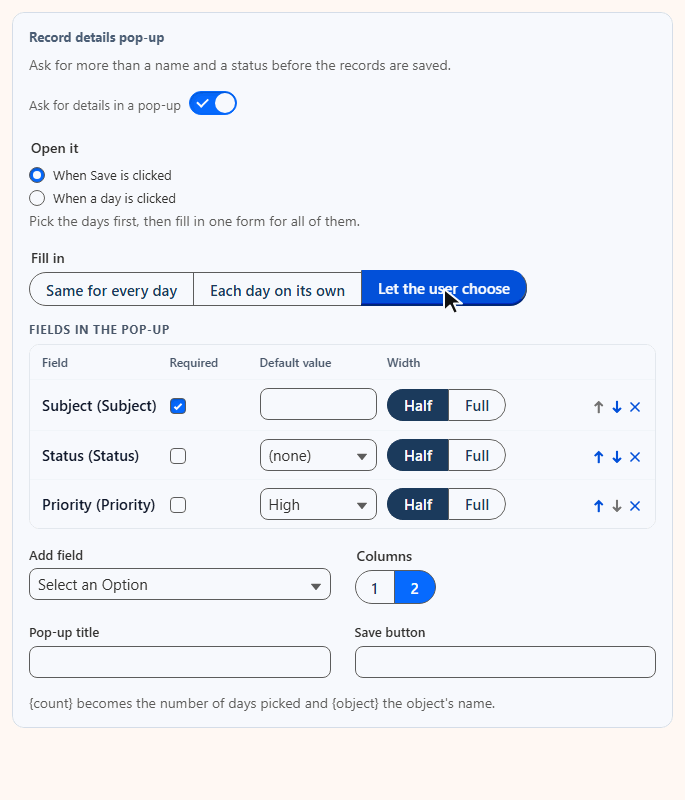 Record details pop-up
Ask for more than a name and a status before the records are saved.
Ask for details in a pop-up
Open it
When Save is clicked
When a day is clicked
Pick the days first, then fill in one form for all of them.
Fill in
Same for every day Each day on its own Let the user choose
FIELDS IN THE POP-UP
Field Required Default value Width
Subject (Subject) Half Full
Status (Status) (none) Half Full
Priority (Priority) High Half Full
Add field Columns
Select an Option 1 2
Pop-up title Save button
{count} becomes the number of days picked and {object} the object's name.